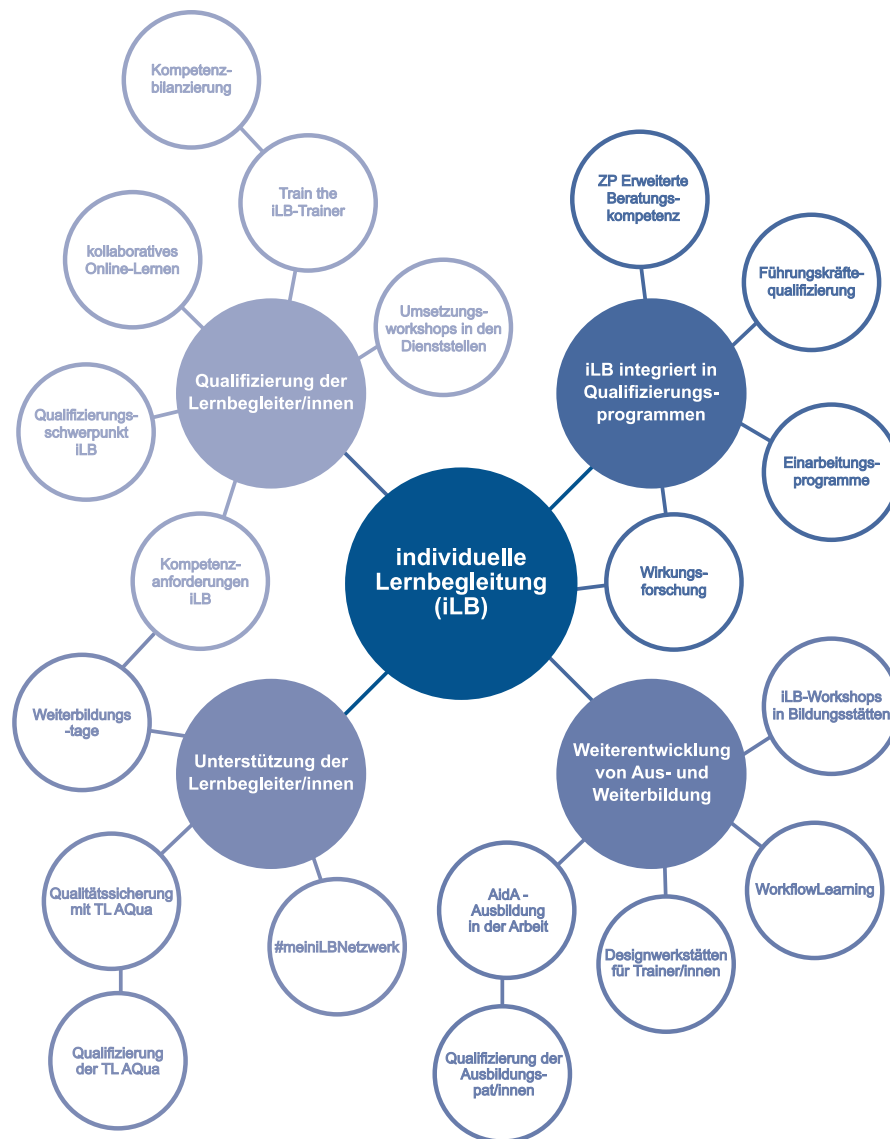 Kompetenz-
bilanzierung
Train the
iLB-Trainer
kollaboratives
Online-Lernen
Umsetzungs-
workshops in den
Dienststellen
Qualifizierung der
Lernbegleiter/innen
Qualifizierungs-
schwerpunkt
iLB
Kompetenz-
anforderungen
iLB
ZP Erweiterte
Beratungs-
kompetenz
Führungskräfte-
qualifizierung
iLB integriert in
Qualifizierungs-
programmen
Einarbeitungs-
programme
Wirkungs-
forschung
individuelle
Lernbegleitung
(iLB)
Weiterbildungs
-tage
Unterstützung der
Lernbegleiter/innen
Qualitätssicherung
mit TL AQua
#meiniLBNetzwerk
Qualifizierung
der TL AQua
iLB-Workshops
in Bildungsstätten
Weiterentwicklung
von Aus- und
Weiterbildung
WorkflowLearning
AidA -
Ausbildung
in der Arbeit
Designwerkstätten
für Trainer/innen
Qualifizierung der
Ausbildungs-
pat/innen